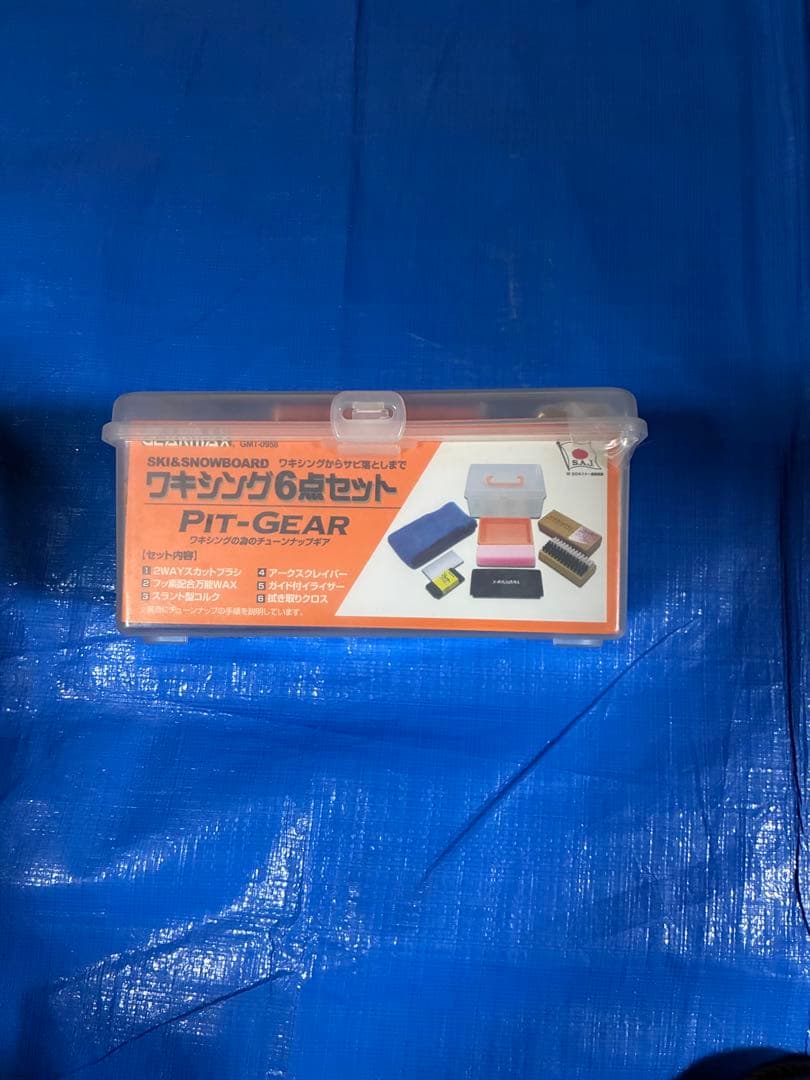 GEARMAX. GMT-0958
SKI&SNOWBOARD ワキシングからサビ落としまで
ワキシング6点セット
PIT-GEAR
ワキシングの為のチューンナップギア
【セット内容】
1 2WAYスカットブラシ
2 フッ素配合万能WAX
3 スラント型コルク
4 アークスクレイパー
5 ガイド付イライザー
6 拭き取りクロス
にチューンナップの手順を説明しています。
S.A.J